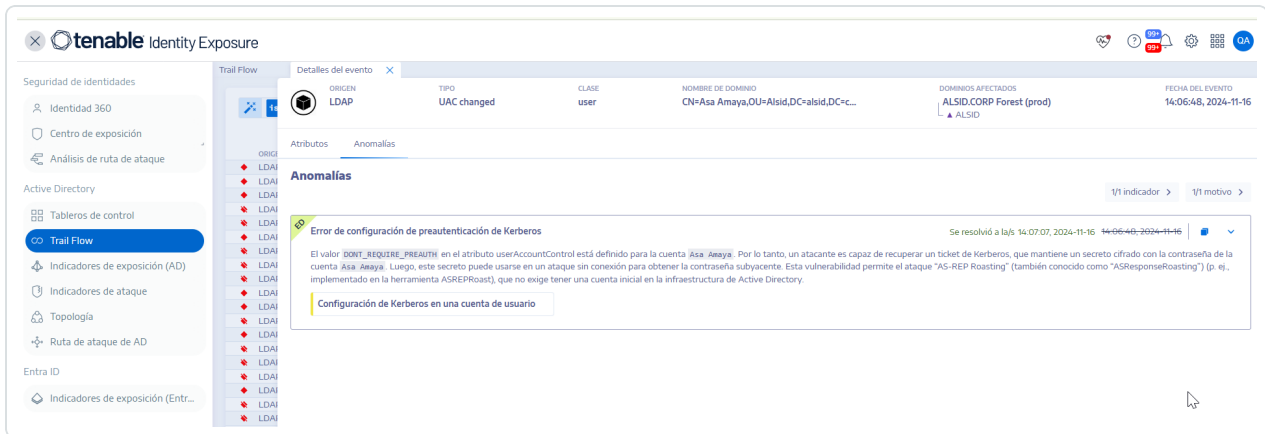 tenable Identity Exposure
99+
99+
QA
Seguridad de identidades
Identidad 360
Centro de exposición
Análisis de ruta de ataque
Active Directory
Tableros de control
Trail Flow
Indicadores de exposición (AD)
Indicadores de ataque
Topología
Ruta de ataque de AD
Entra ID
Indicadores de exposición (Entr...
Trail Flow
Detalles del evento
ORIGEN TIPO CLASE NOMBRE DE DOMINIO DOMINIOS AFECTADOS FECHA DEL EVENTO
LDAP UAC changed user CN=Asa Amaya,OU=Alsid,DC=alsid,DC=c... ALSID.CORP Forest (prod) 14:06:48, 2024-11-16
ALSID
Atributos Anomalías
Anomalías
1/1 indicador 1/1 motivo
ED
Error de configuración de preautenticación de Kerberos
Se resolvió a la/s 14:07:07, 2024-11-16 14:06:48, 2024-11-16
El valor DONT_REQUIRE_PREAUTH en el atributo userAccountControl está definido para la cuenta Asa Amaya. Por lo tanto, un atacante es capaz de recuperar un ticket de Kerberos, que mantiene un secreto cifrado con la contraseña de la
cuenta Asa Amaya. Luego, este secreto puede usarse en un ataque sin conexión para obtener la contraseña subyacente. Esta vulnerabilidad permite el ataque "AS-REP Roasting" (también conocido como "ASResponseRoasting") (p. ej.,
implementado en la herramienta ASREPRoast), que no exige tener una cuenta inicial en la infraestructura de Active Directory.
Configuración de Kerberos en una cuenta de usuario